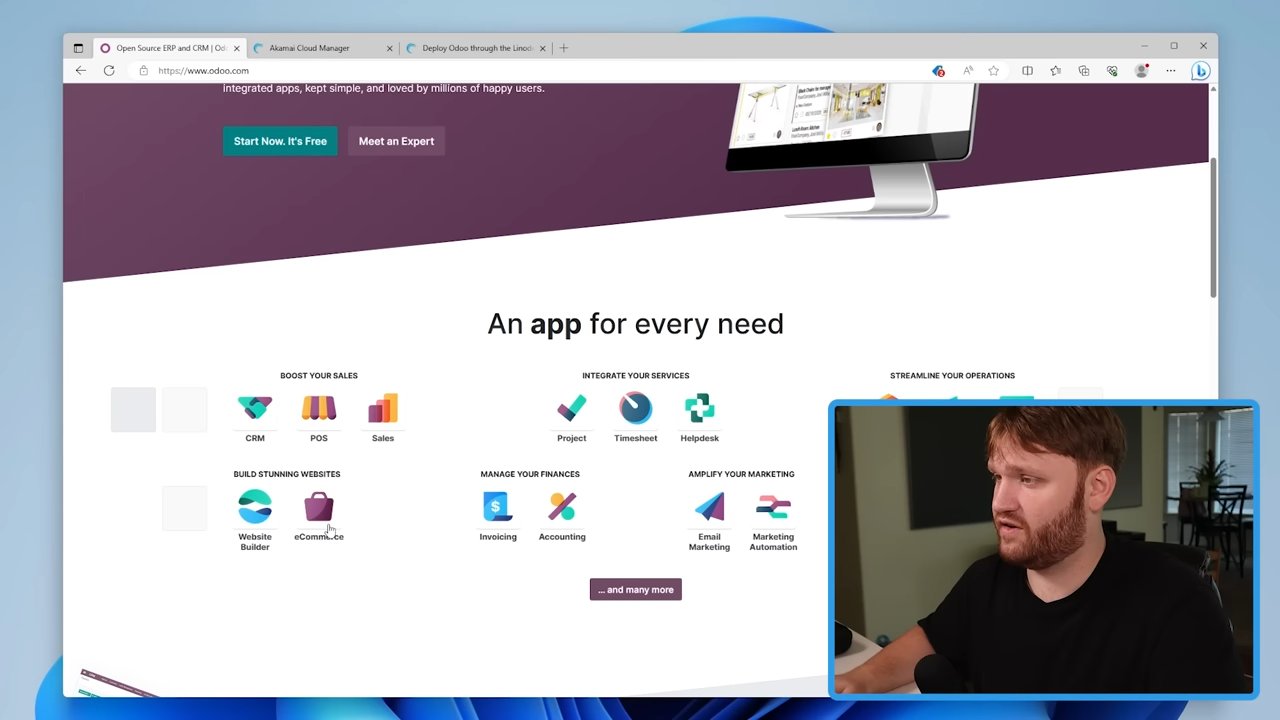 Open Source ERP and CRM | Od
Akamai Cloud Manager
Deploy Odoo through the Linod
https://www.odoo.com
integrated apps, kept simple, and loved by millions of happy users.
Start Now. It's Free
Meet an Expert
An app for every need
BOOST YOUR SALES
INTEGRATE YOUR SERVICES
STREAMLINE YOUR OPERATIONS
CRM
POS
Sales
Project
Timesheet
Helpdesk
BUILD STUNNING WEBSITES
MANAGE YOUR FINANCES
AMPLIFY YOUR MARKETING
Website
Builder
eCommerce
Invoicing
Accounting
Email
Marketing
Marketing
Automation
... and many more